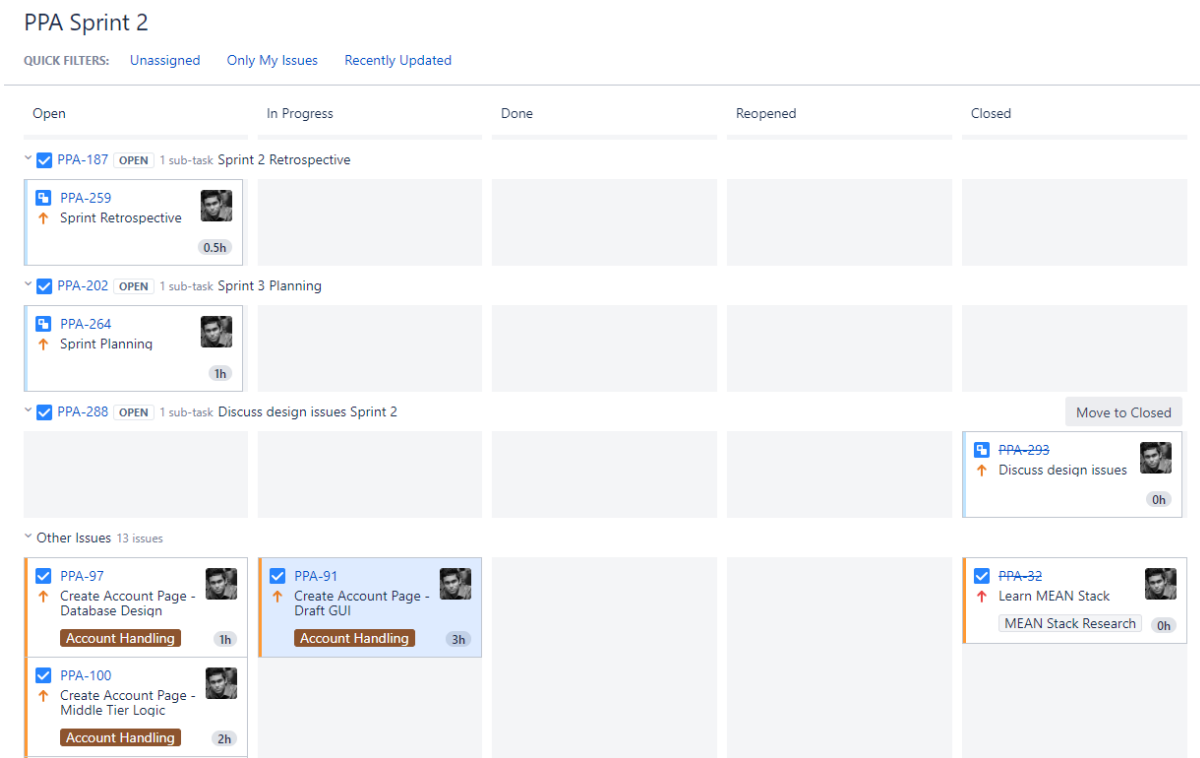 PPA Sprint 2
QUICK FILTERS: Unassigned Only My Issues Recently Updated
Open In Progress Done Reopened Closed
PPA-187 OPEN 1 sub-task Sprint 2 Retrospective
PPA-259
Sprint Retrospective
0.5h
PPA-202 OPEN 1 sub-task Sprint 3 Planning
PPA-264
Sprint Planning
1h
PPA-288 OPEN 1 sub-task Discuss design issues Sprint 2 Move to Closed
PPA-293
Discuss design issues
0h
Other Issues 13 issues
PPA-97
Create Account Page -
Database Design
Account Handling 1h
PPA-100
Create Account Page -
Middle Tier Logic
Account Handling 2h
PPA-91
Create Account Page -
Draft GUI
Account Handling 3h
PPA-32
Learn MEAN Stack
MEAN Stack Research 0h